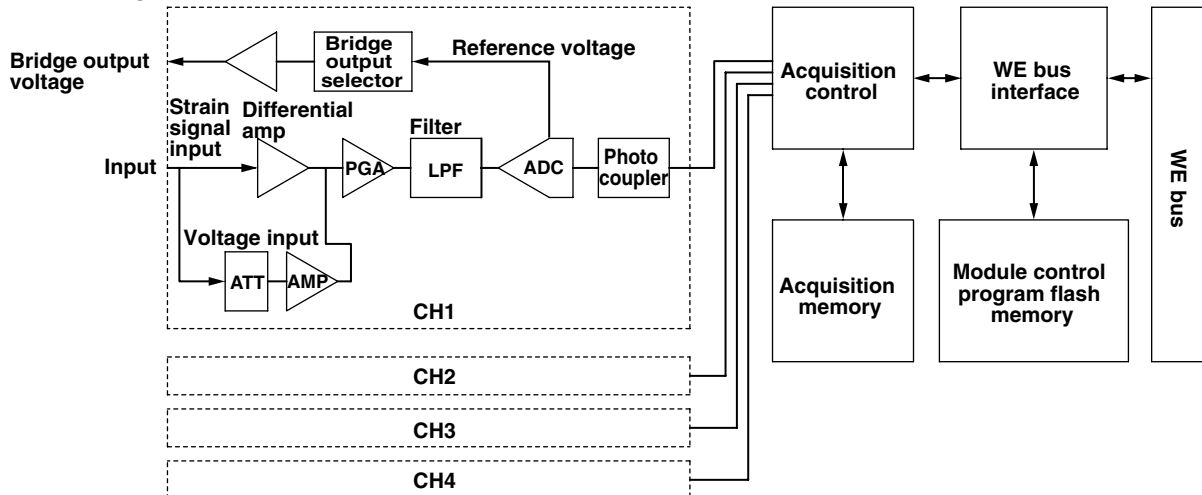 Bridge output
voltage
Bridge
output
selector
Reference voltage
Strain
signal
input
Differential
amp
Filter
Input
PGA
LPF
ADC
Photo
coupler
Voltage input
ATT
AMP
CH1
CH2
CH3
CH4
Acquisition
control
WE bus
interface
Acquisition
memory
Module control
program flash
memory
WE bus